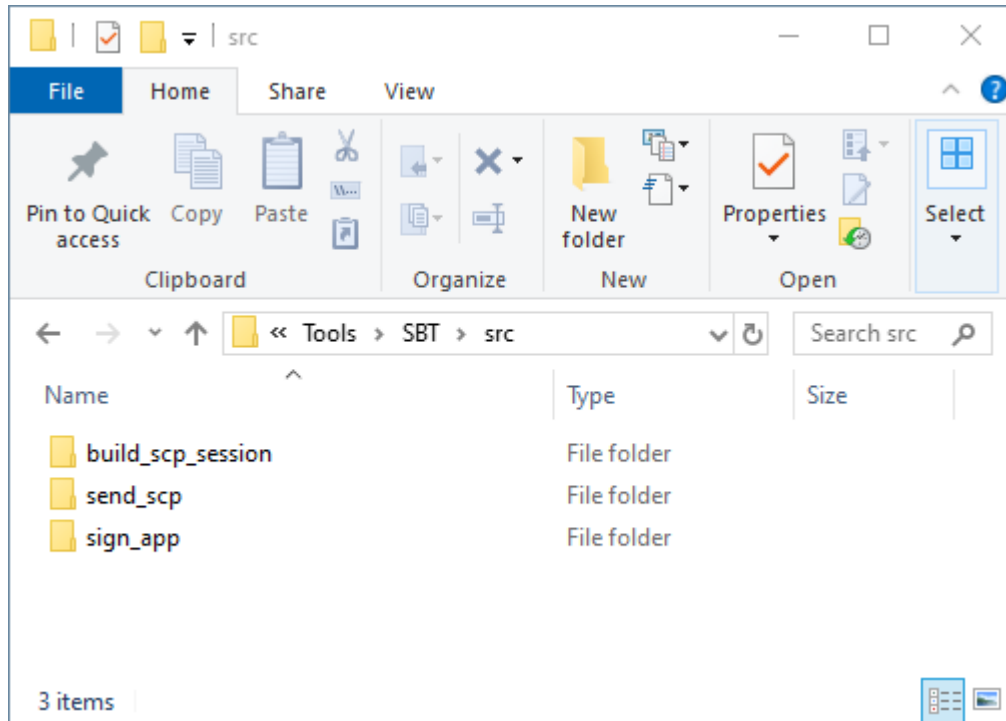 src
File Home Share View
Pin to Quick access Copy Paste New folder Properties Select
Clipboard Organize New Open
« Tools > SBT > src Search src
Name Type Size
build_scp_session File folder
send_scp File folder
sign_app File folder
3 items